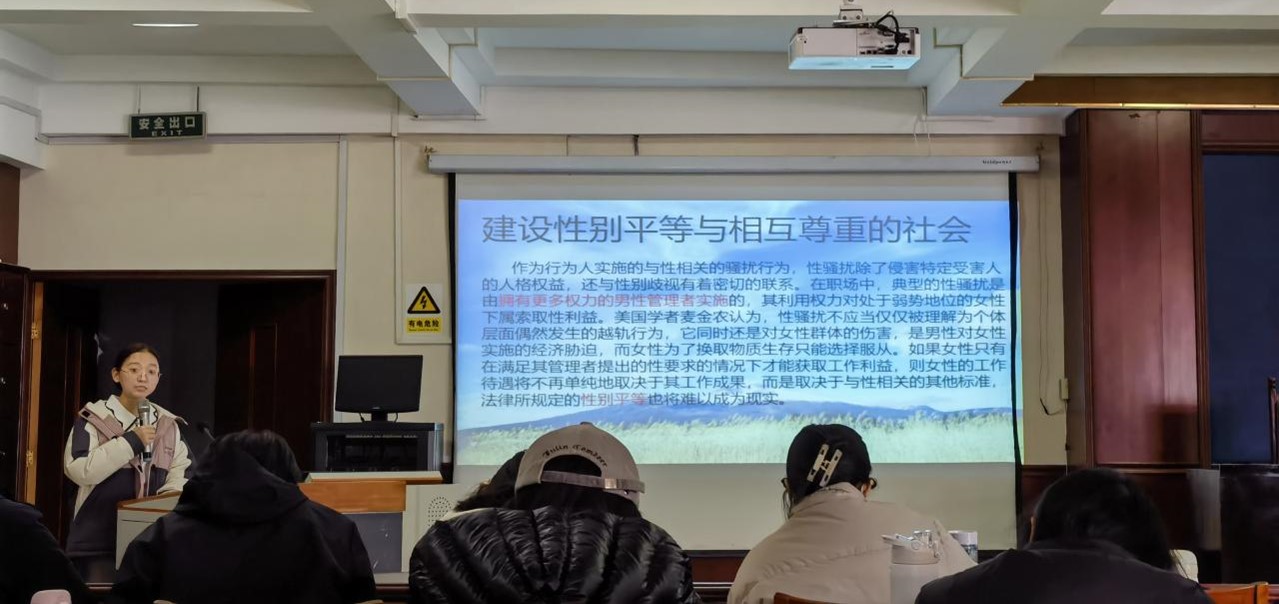 安全出口
EXIT
建设性别平等与相互尊重的社会
作为行为人实施的与性相关的骚扰行为，性骚扰除了侵害特定受害人
的人格权益，还与性别歧视有着密切的联系。在职场中，典型的性骚扰是
由拥有更多权力的男性管理者实施的，其利用权力对处于弱势地位的女性
下属索取性利益。美国学者麦金农认为，性骚扰不应当仅仅被理解为个体
层面偶然发生的越轨行为，它同时还是对女性群体的伤害，是男性对女性
实施的经济胁迫，而女性为了换取物质生存只能选择服从。如果女性只有
在满足其管理者提出的性要求的情况下才能获取工作利益，则女性的工作
待遇将不再单纯地取决于其工作成果，而是取决于与性相关的其他标准，
法律所规定的性别平等也将难以成为现实。
有电危险